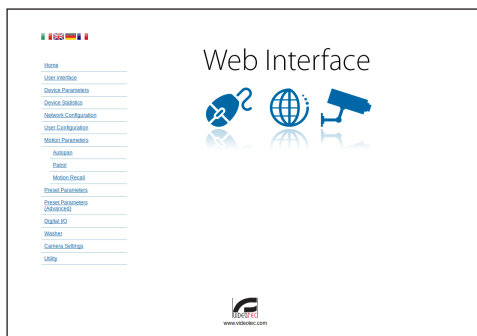 Web Interface
Home
User Interface
Device Parameters
Device Statistics
Network Configuration
User Configuration
Motion Parameters
Autopan
Patrol
Motion Recall
Preset Parameters
Preset Parameters
(Advanced)
Digital I/O
Washer
Camera Settings
Utility
VIDEOTEC
www.videotec.com